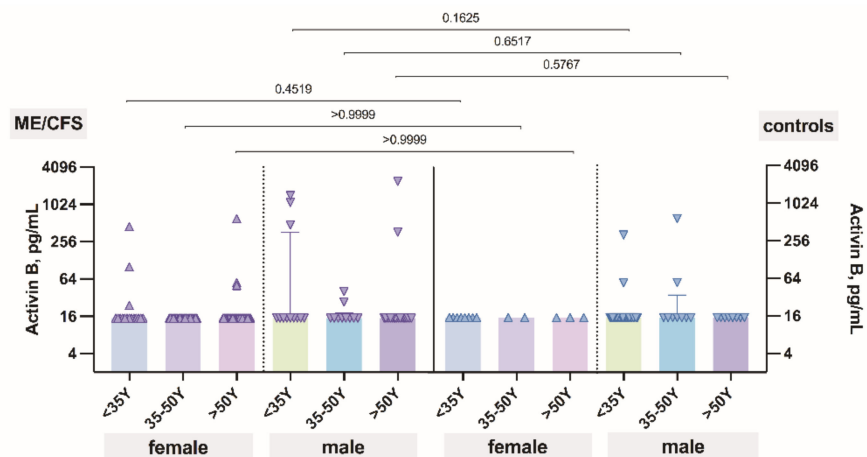 0.1625
0.6517
0.5767
0.4519
ME/CFS
>0.9999
controls
>0.9999
4096
1024
256
64
16
4
Activin B, pg/mL
4096
1024
256
64
16
4
Activin B, pg/mL
<35Y
35-50Y
>50Y
<35Y
35-50Y
>50Y
<35Y
35-50Y
>50Y
<35Y
35-50Y
>50Y
female
male
female
male